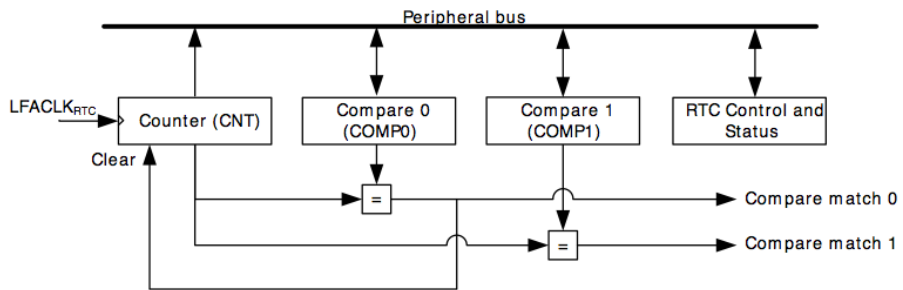 Peripheral bus
LFACLKRTC
Counter (CNT)
Compare 0
(COMP0)
Compare 1
(COMP1)
RTC Control and
Status
Clear
=
Compare match 0
=
Compare match 1